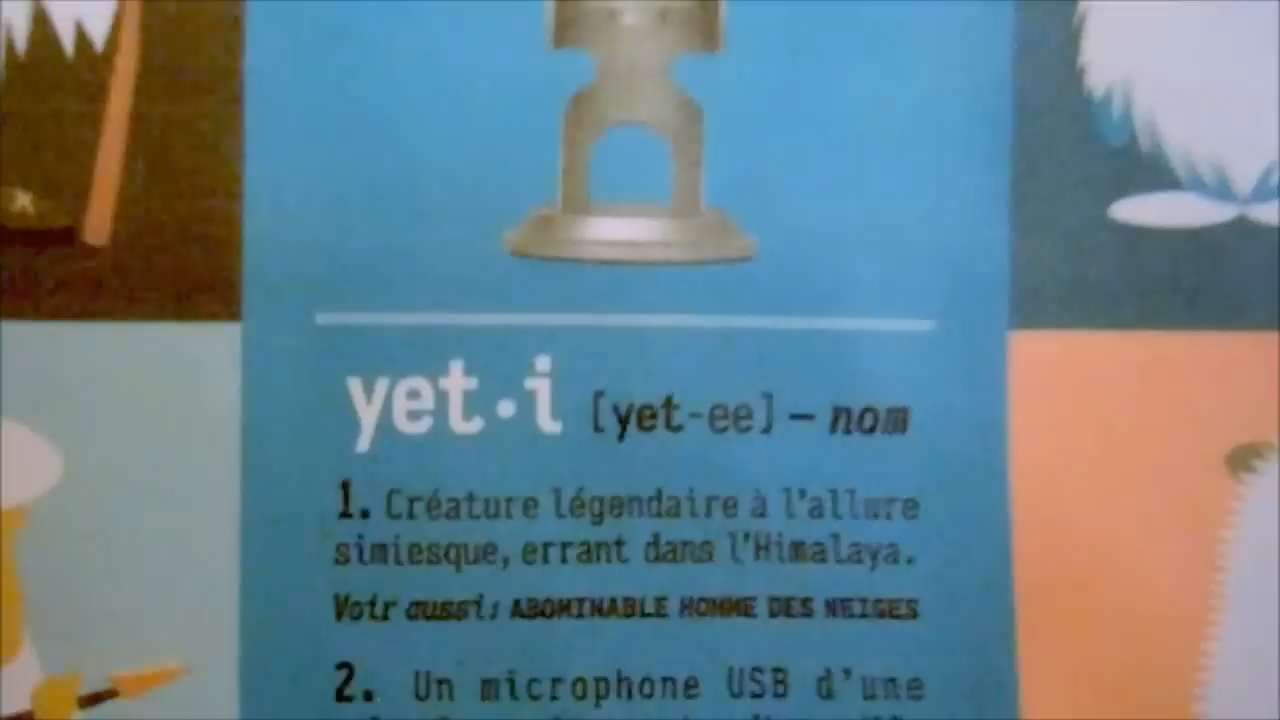 yet·i [yet-ee] – nom
1. Créature légendaire à l'allure
simiesque, errant dans l'Himalaya.
Voir aussi: ABOMINABLE HOMME DES NEIGES
2. Un microphone USB d'une